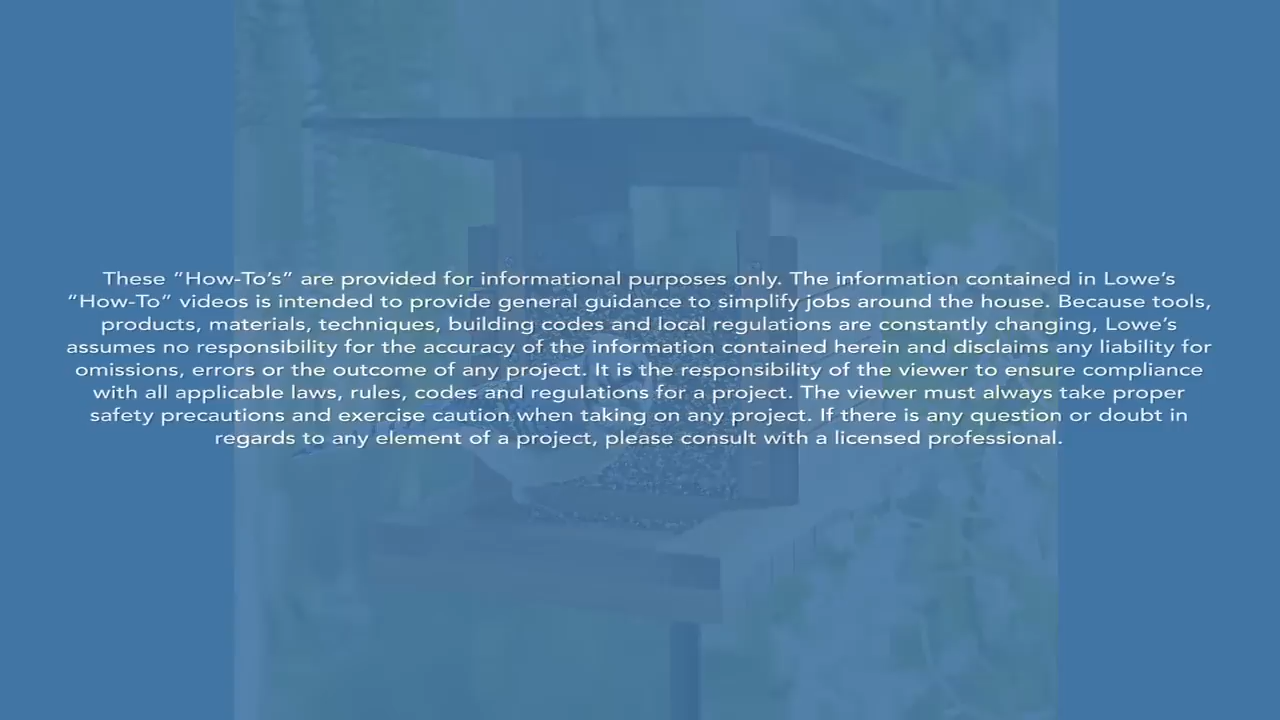 These “How-To’s” are provided for informational purposes only. The information contained in Lowe’s
“How-To” videos is intended to provide general guidance to simplify jobs around the house. Because tools,
products, materials, techniques, building codes and local regulations are constantly changing, Lowe’s
assumes no responsibility for the accuracy of the information contained herein and disclaims any liability for
omissions, errors or the outcome of any project. It is the responsibility of the viewer to ensure compliance
with all applicable laws, rules, codes and regulations for a project. The viewer must always take proper
safety precautions and exercise caution when taking on any project. If there is any question or doubt in
regards to any element of a project, please consult with a licensed professional.